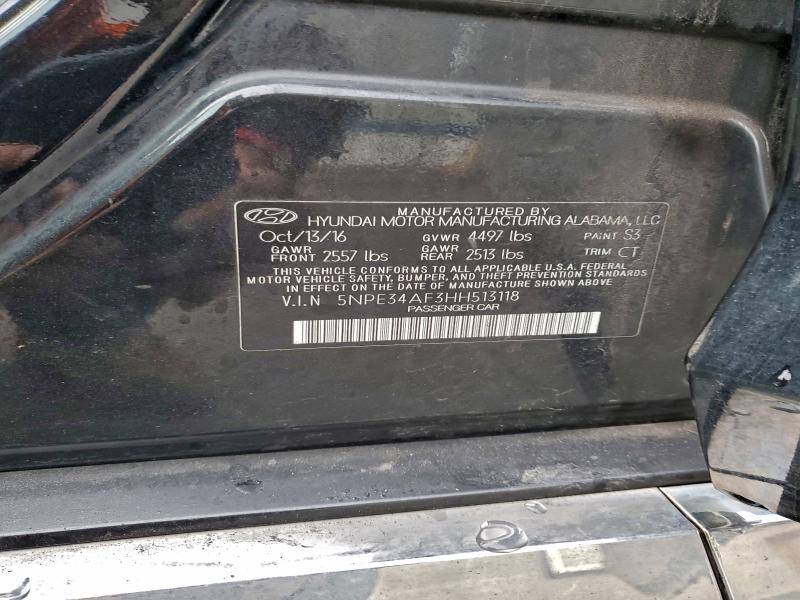 MANUFACTURED BY
HYUNDAI MOTOR MANUFACTURING ALABAMA, LLC
Oct/13/16 GVWR 4497 lbs PAINT S3
GAWR FRONT 2557 lbs GAWR REAR 2513 lbs TRIM CT
THIS VEHICLE CONFORMS TO ALL APPLICABLE U.S.A. FEDERAL
MOTOR VEHICLE SAFETY, BUMPER, AND THEFT PREVENTION STANDARDS
IN EFFECT ON THE DATE OF MANUFACTURE SHOWN ABOVE
V.I.N 5NPE34AF3HH513118
PASSENGER CAR